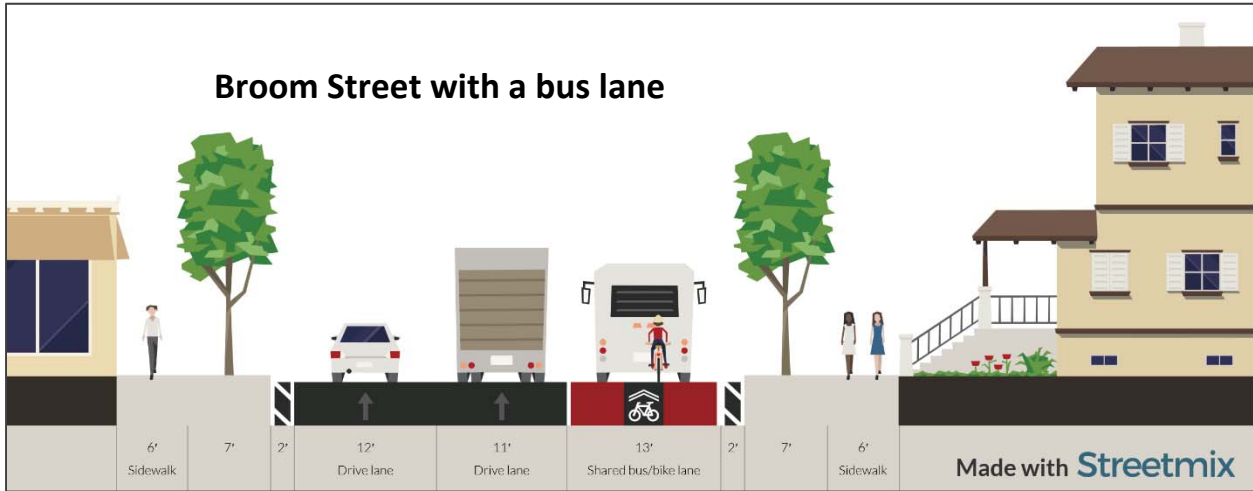 Broom Street with a bus lane
6' 7' 2' 12' 11' 13' 2' 7' 6'
Sidewalk Drive lane Drive lane Shared bus/bike lane Sidewalk
Made with Streetmix